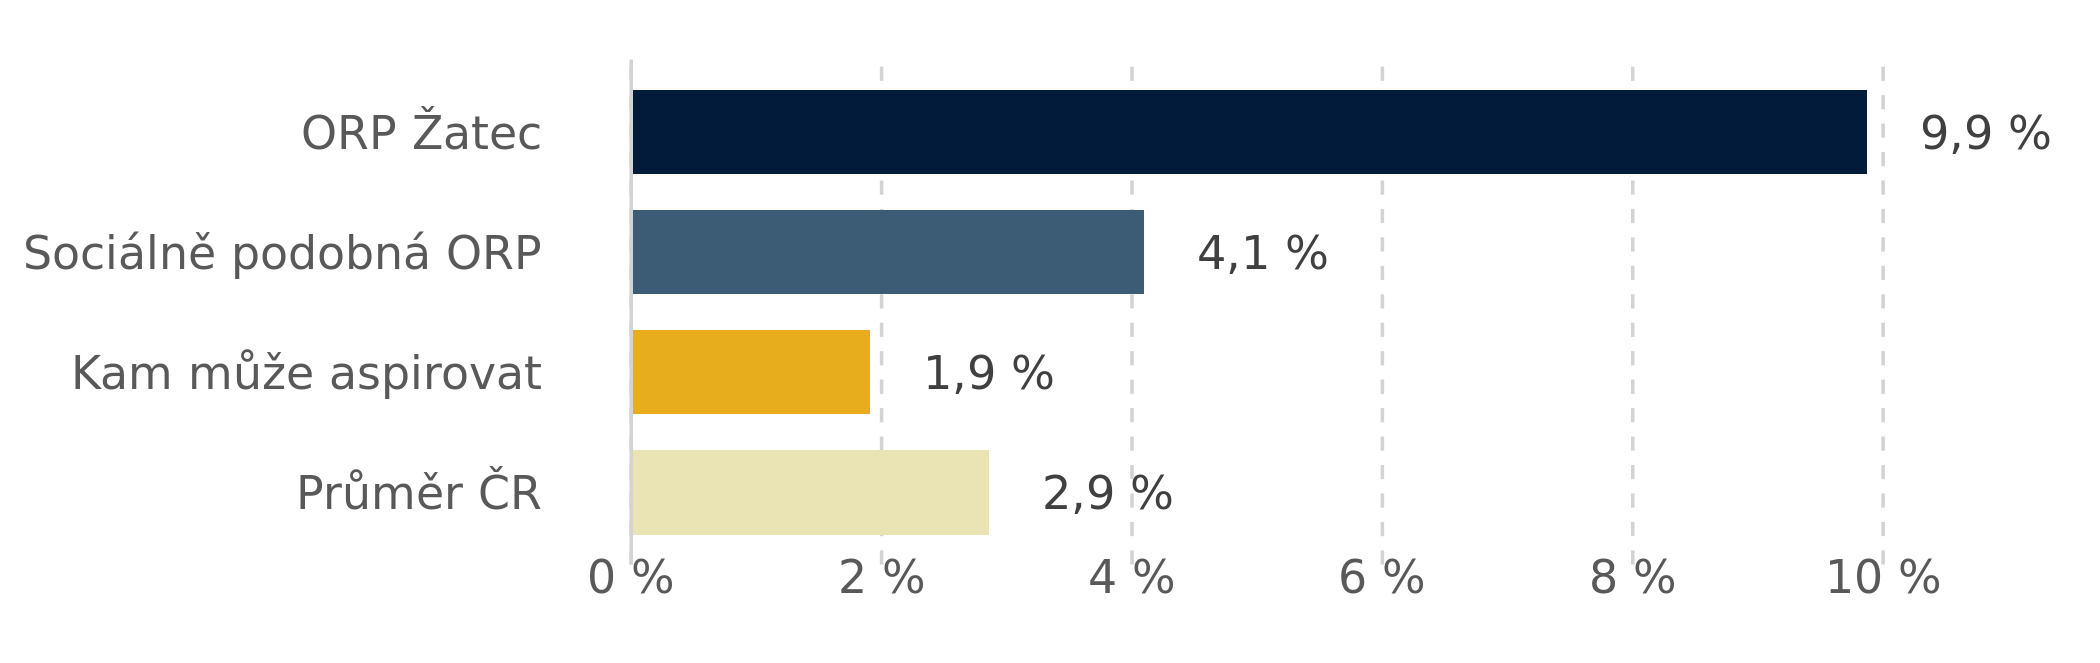 ORP Žatec 9,9 %
Sociálně podobná ORP 4,1 %
Kam může aspirovat 1,9 %
Průměr ČR 2,9 %
0 % 2 % 4 % 6 % 8 % 10 %